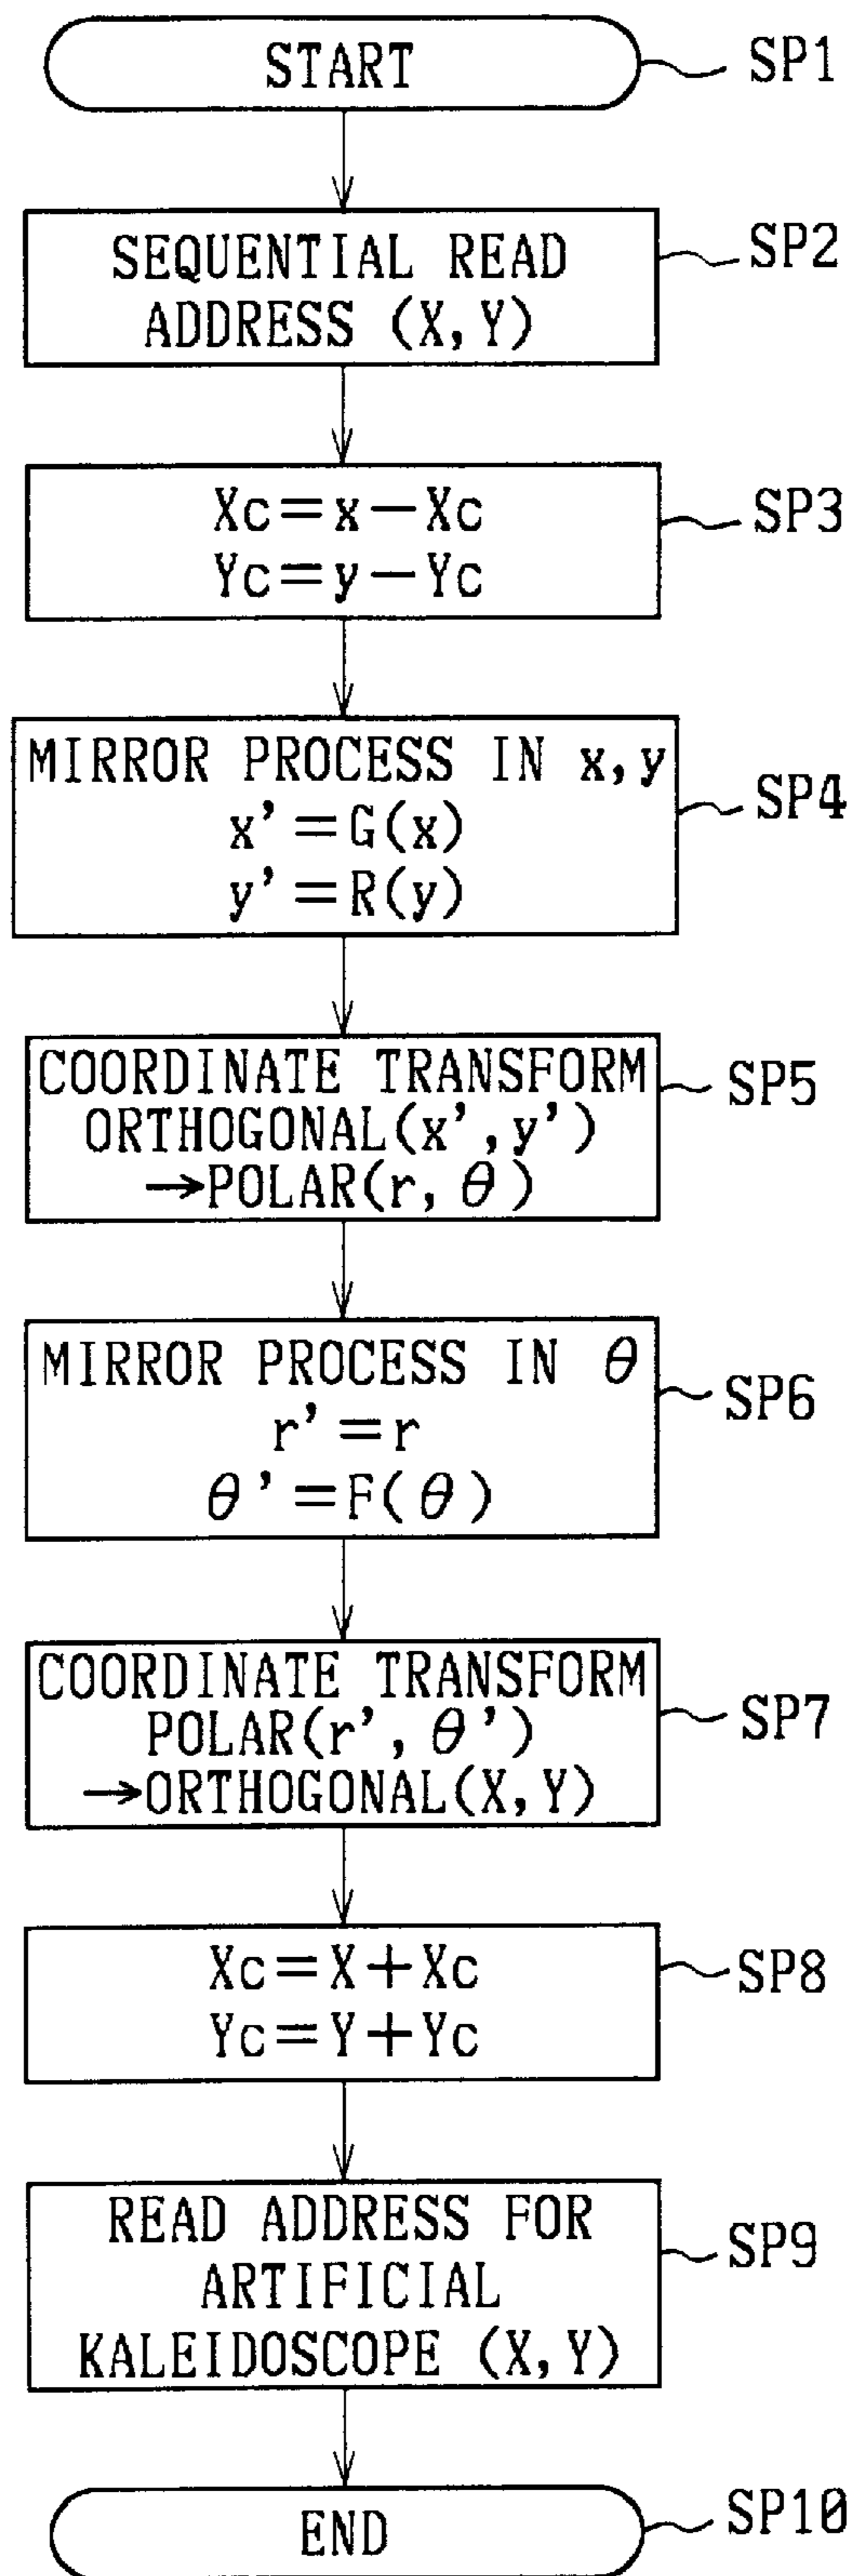 START
SP1
SEQUENTIAL READ
ADDRESS (X,Y)
SP2
Xc=x-Xc
Yc=y-Yc
SP3
MIRROR PROCESS IN x,y
x'=G(x)
y'=R(y)
SP4
COORDINATE TRANSFORM
ORTHOGONAL(x',y')
→POLAR(r,θ)
SP5
MIRROR PROCESS IN θ
r'=r
θ'=F(θ)
SP6
COORDINATE TRANSFORM
POLAR(r',θ')
→ORTHOGONAL(X,Y)
SP7
Xc=X+Xc
Yc=Y+Yc
SP8
READ ADDRESS FOR
ARTIFICIAL
KALEIDOSCOPE (X,Y)
SP9
END
SP10